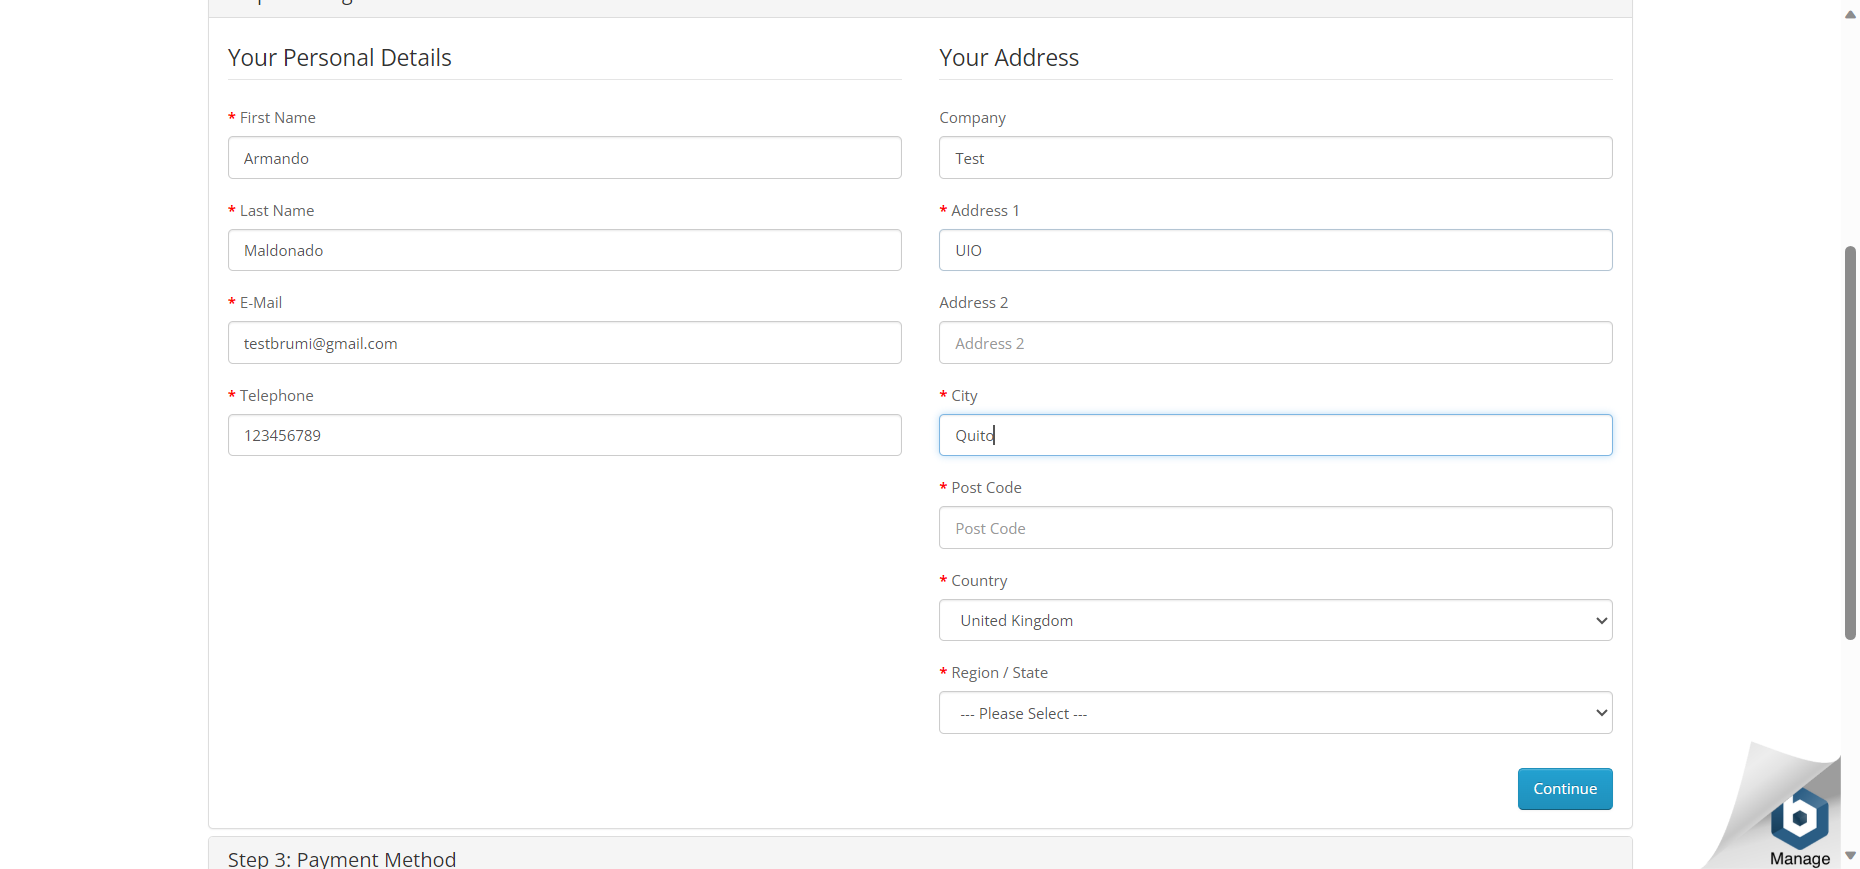 Your Personal Details
* First Name
Armando
* Last Name
Maldonado
* E-Mail
testbrumi@gmail.com
* Telephone
123456789
Your Address
Company
Test
* Address 1
UIO
Address 2
Address 2
* City
Quito
* Post Code
Post Code
* Country
United Kingdom
* Region / State
--- Please Select ---
Continue
b
Manage
Step 3: Payment Method